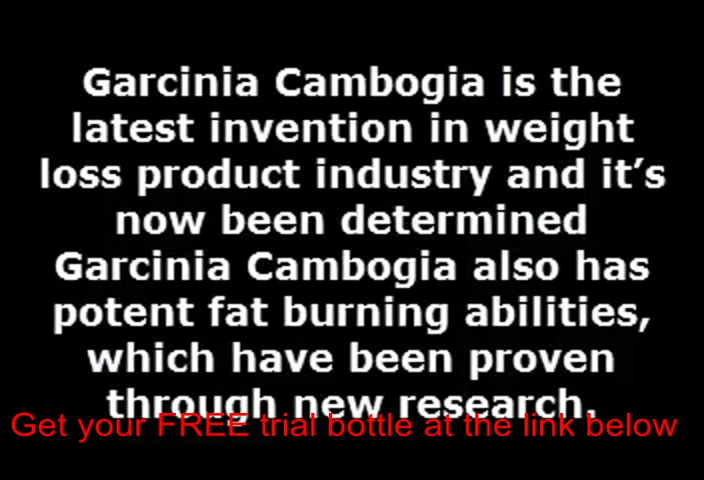 Garcinia Cambogia is the
latest invention in weight
loss product industry and it’s
now been determined
Garcinia Cambogia also has
potent fat burning abilities,
which have been proven
through new research.
Get your FREE trial bottle at the link below